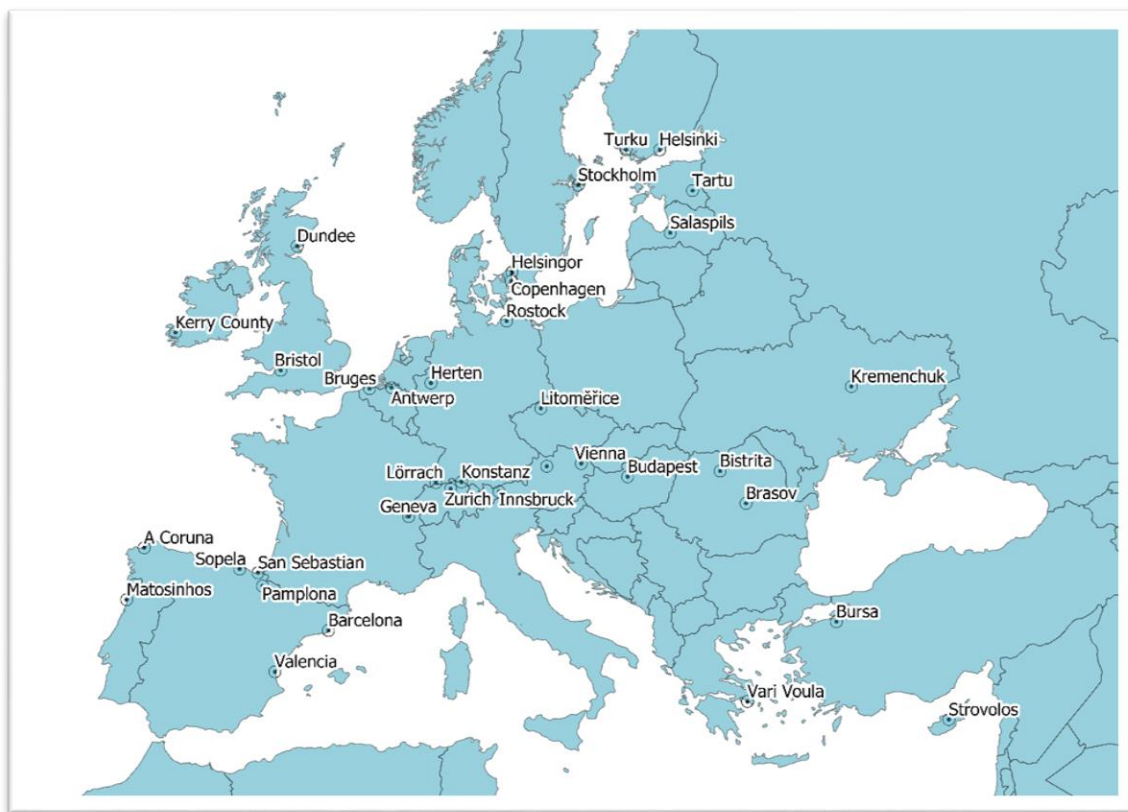 Turku
Helsinki
Stockholm
Tartu
Salaspils
Dundee
Helsingor
Copenhagen
Rostock
Kerry County
Bristol
Bruges
Herten
Antwerp
Kremenchuk
Litoměřice
Vienna
Budapest
Bistrita
Lörrach
Konstanz
Zurich
Innsbruck
Geneva
Brasov
A Coruna
Sopela
San Sebastian
Pamplona
Matosinhos
Barcelona
Bursa
Valencia
Vari Voula
Strovolos